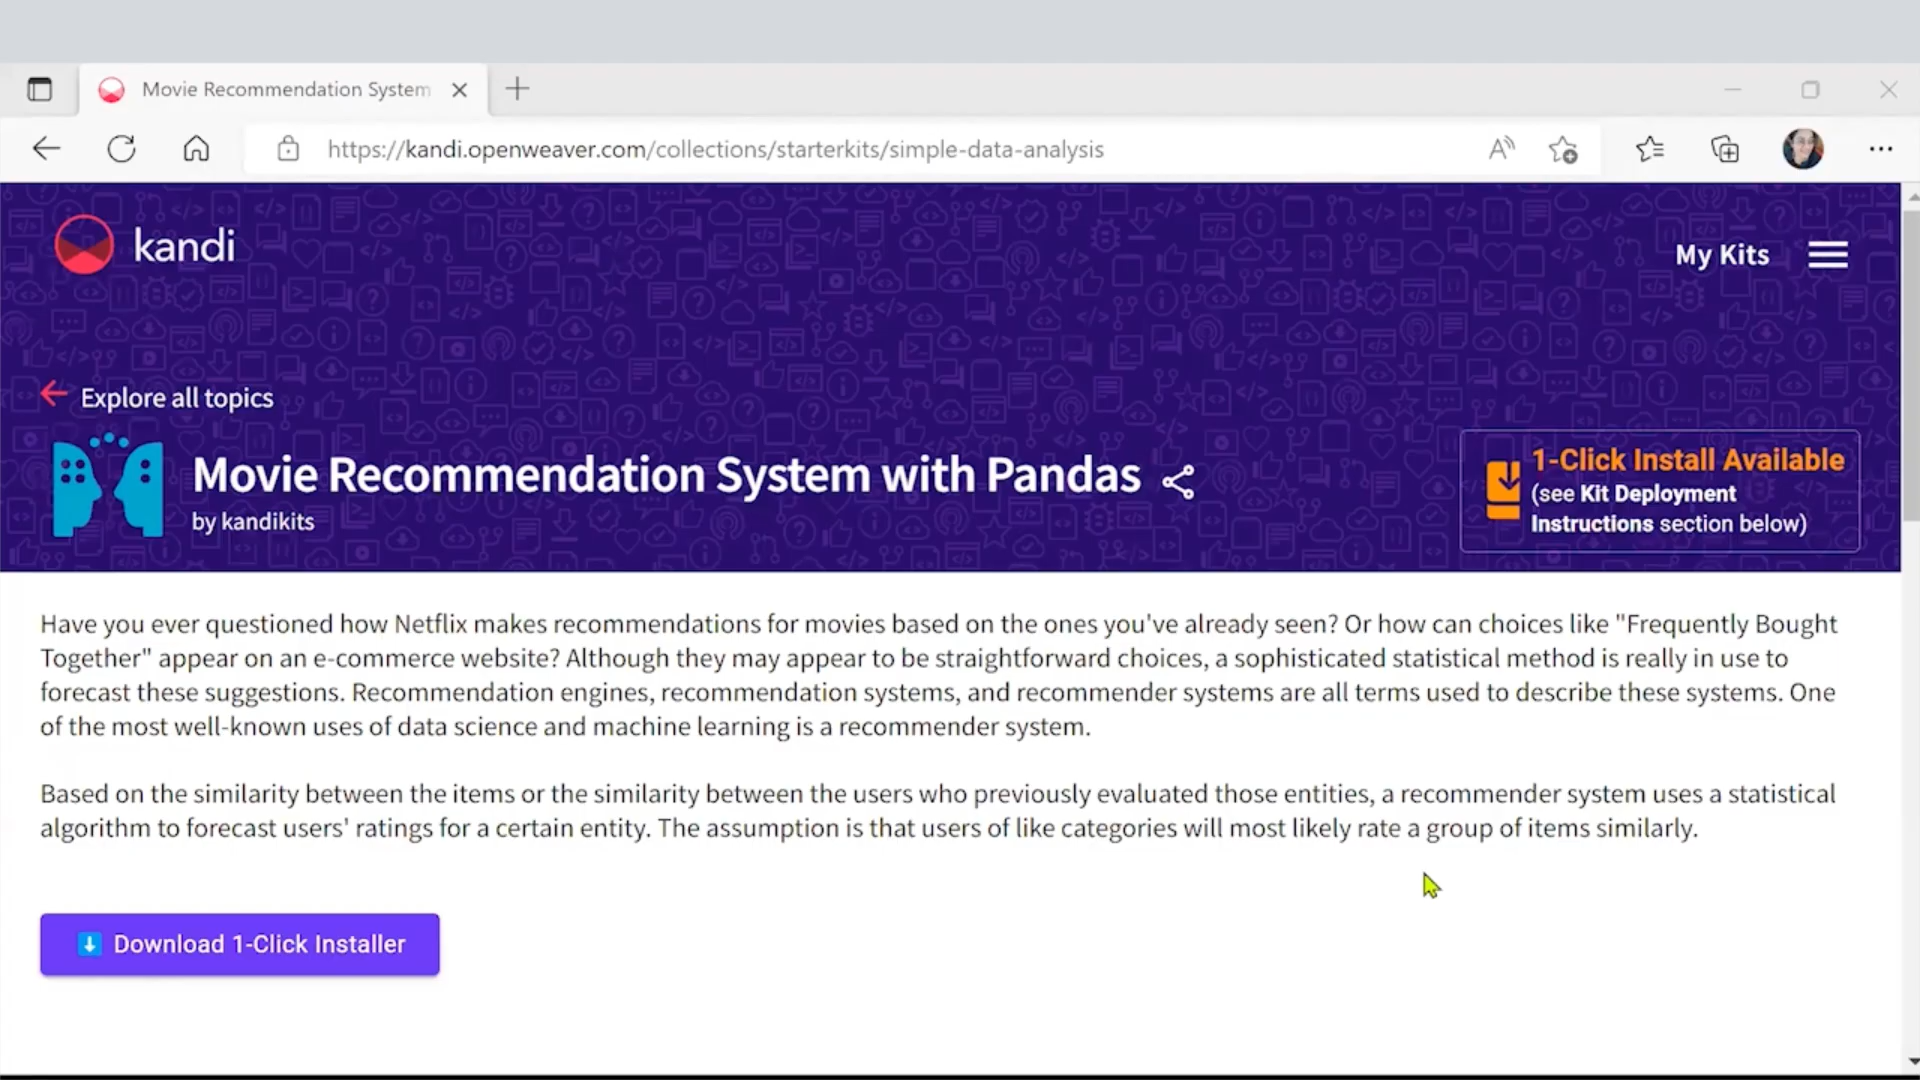 Movie Recommendation System
https://kandi.openweaver.com/collections/starterkits/simple-data-analysis
kandi
My Kits
Explore all topics
Movie Recommendation System with Pandas
by kandikits
1-Click Install Available
(see Kit Deployment
Instructions section below)
Have you ever questioned how Netflix makes recommendations for movies based on the ones you've already seen? Or how can choices like "Frequently Bought
Together" appear on an e-commerce website? Although they may appear to be straightforward choices, a sophisticated statistical method is really in use to
forecast these suggestions. Recommendation engines, recommendation systems, and recommender systems are all terms used to describe these systems. One
of the most well-known uses of data science and machine learning is a recommender system.
Based on the similarity between the items or the similarity between the users who previously evaluated those entities, a recommender system uses a statistical
algorithm to forecast users' ratings for a certain entity. The assumption is that users of like categories will most likely rate a group of items similarly.
Download 1-Click Installer